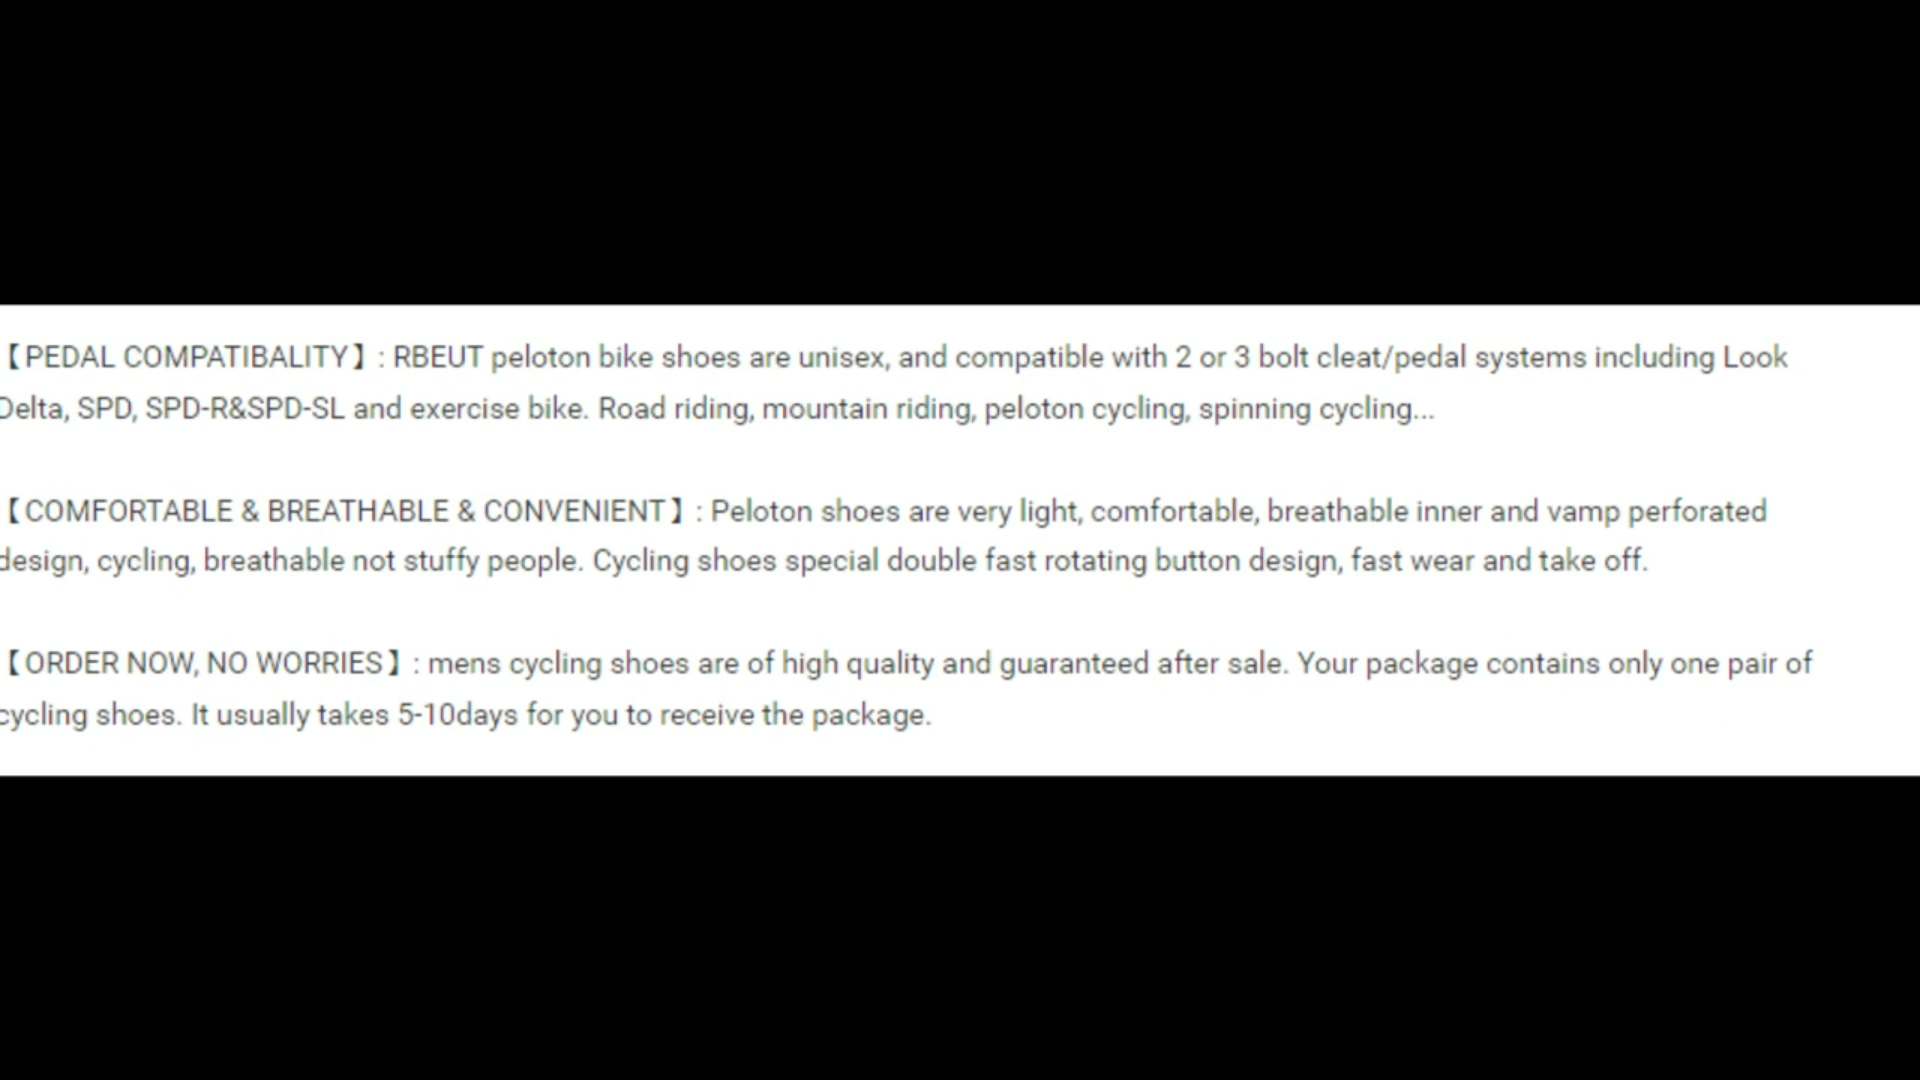 【PEDAL COMPATIBALITY】: RBEUT peloton bike shoes are unisex, and compatible with 2 or 3 bolt cleat/pedal systems including Look
Delta, SPD, SPD-R&SPD-SL and exercise bike. Road riding, mountain riding, peloton cycling, spinning cycling...
【COMFORTABLE & BREATHABLE & CONVENIENT】: Peloton shoes are very light, comfortable, breathable inner and vamp perforated
design, cycling, breathable not stuffy people. Cycling shoes special double fast rotating button design, fast wear and take off.
【ORDER NOW, NO WORRIES】: mens cycling shoes are of high quality and guaranteed after sale. Your package contains only one pair of
cycling shoes. It usually takes 5-10days for you to receive the package.